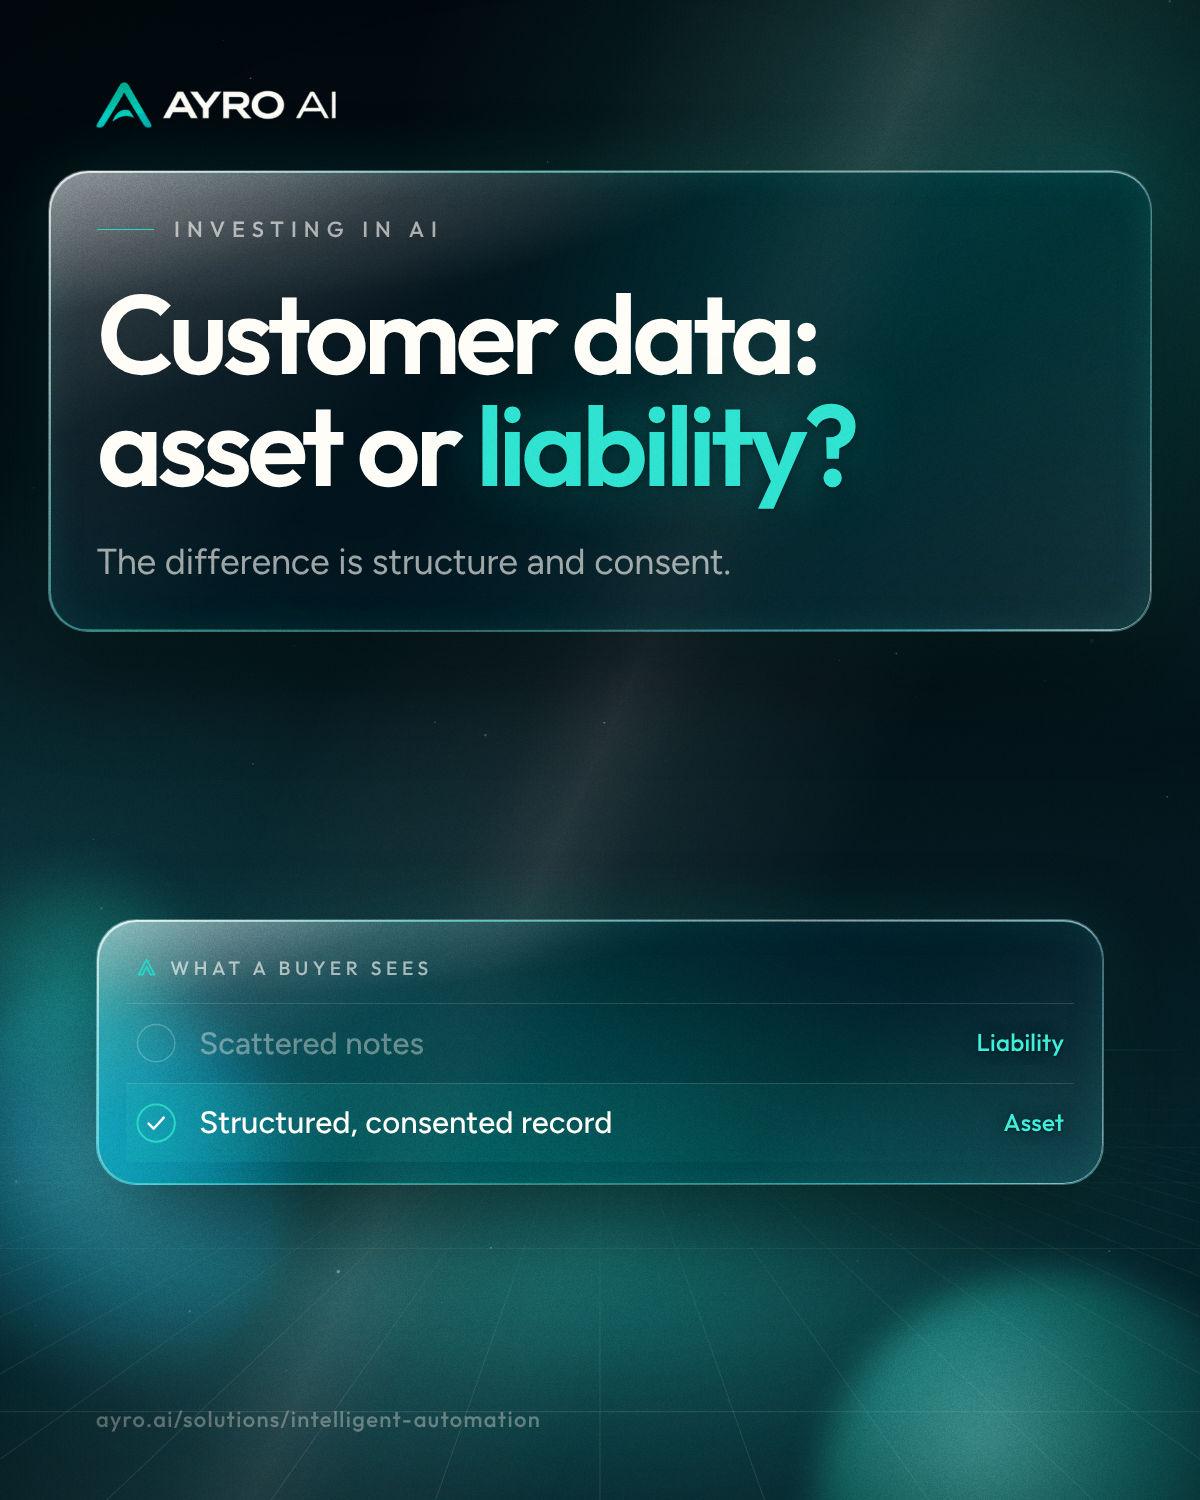 AYRO AI
INVESTING IN AI
Customer data:
asset or liability?
The difference is structure and consent.
WHAT A BUYER SEES
Scattered notes
Liability
Structured, consented record
Asset
ayro.ai/solutions/intelligent-automation